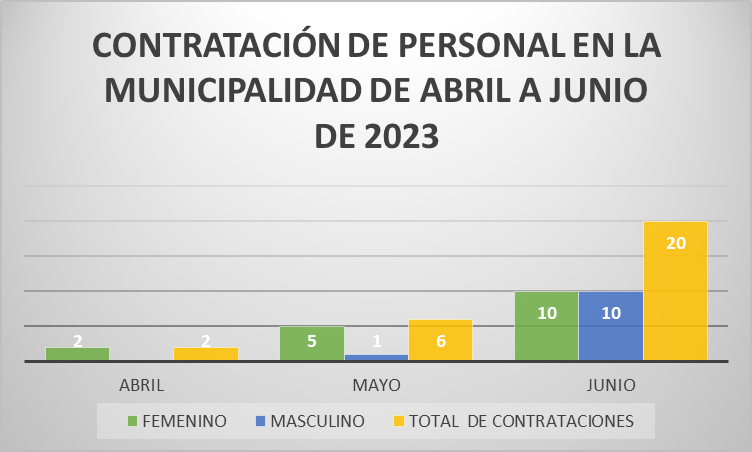 CONTRATACIÓN DE PERSONAL EN LA
MUNICIPALIDAD DE ABRIL A JUNIO
DE 2023
2
2
5
1
6
10
10
20
ABRIL
MAYO
JUNIO
FEMENINO
MASCULINO
TOTAL DE CONTRATACIONES